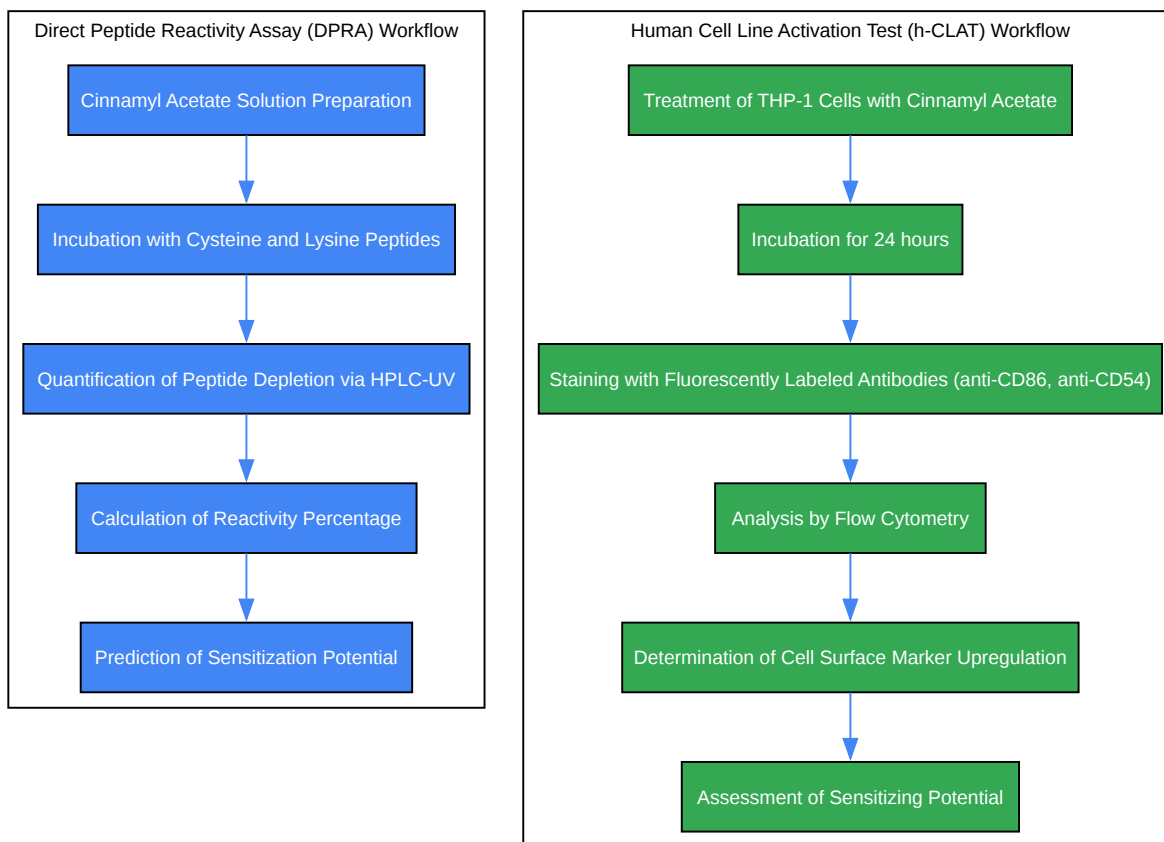 Direct Peptide Reactivity Assay (DPRA) Workflow
Cinnamyl Acetate Solution Preparation
Incubation with Cysteine and Lysine Peptides
Quantification of Peptide Depletion via HPLC-UV
Calculation of Reactivity Percentage
Prediction of Sensitization Potential
Human Cell Line Activation Test (h-CLAT) Workflow
Treatment of THP-1 Cells with Cinnamyl Acetate
Incubation for 24 hours
Staining with Fluorescently Labeled Antibodies (anti-CD86, anti-CD54)
Analysis by Flow Cytometry
Determination of Cell Surface Marker Upregulation
Assessment of Sensitizing Potential